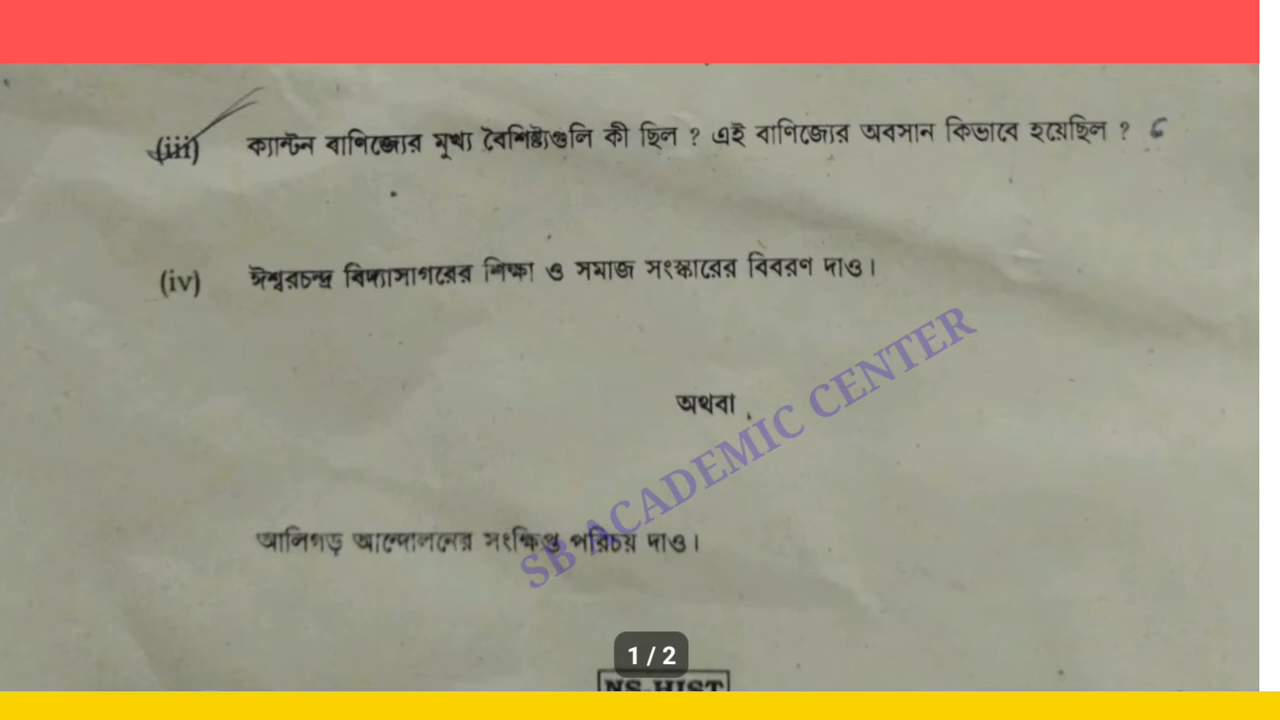 (iii) ক্যান্টন বাণিজ্যের মূখ্য বৈশিষ্ট্যগুলি কী ছিল ? এই বাণিজ্যের অবসান কিভাবে হয়েছিল ? 6
(iv) ঈশ্বরচন্দ্র বিদ্যাসাগরের শিক্ষা ও সমাজ সংস্কারের বিবরণ দাও।
অথবা
আলিগড় আন্দোলনের সংক্ষিপ্ত পরিচয় দাও।
SB ACADEMIC CENTER
1 / 2
NS-HIST